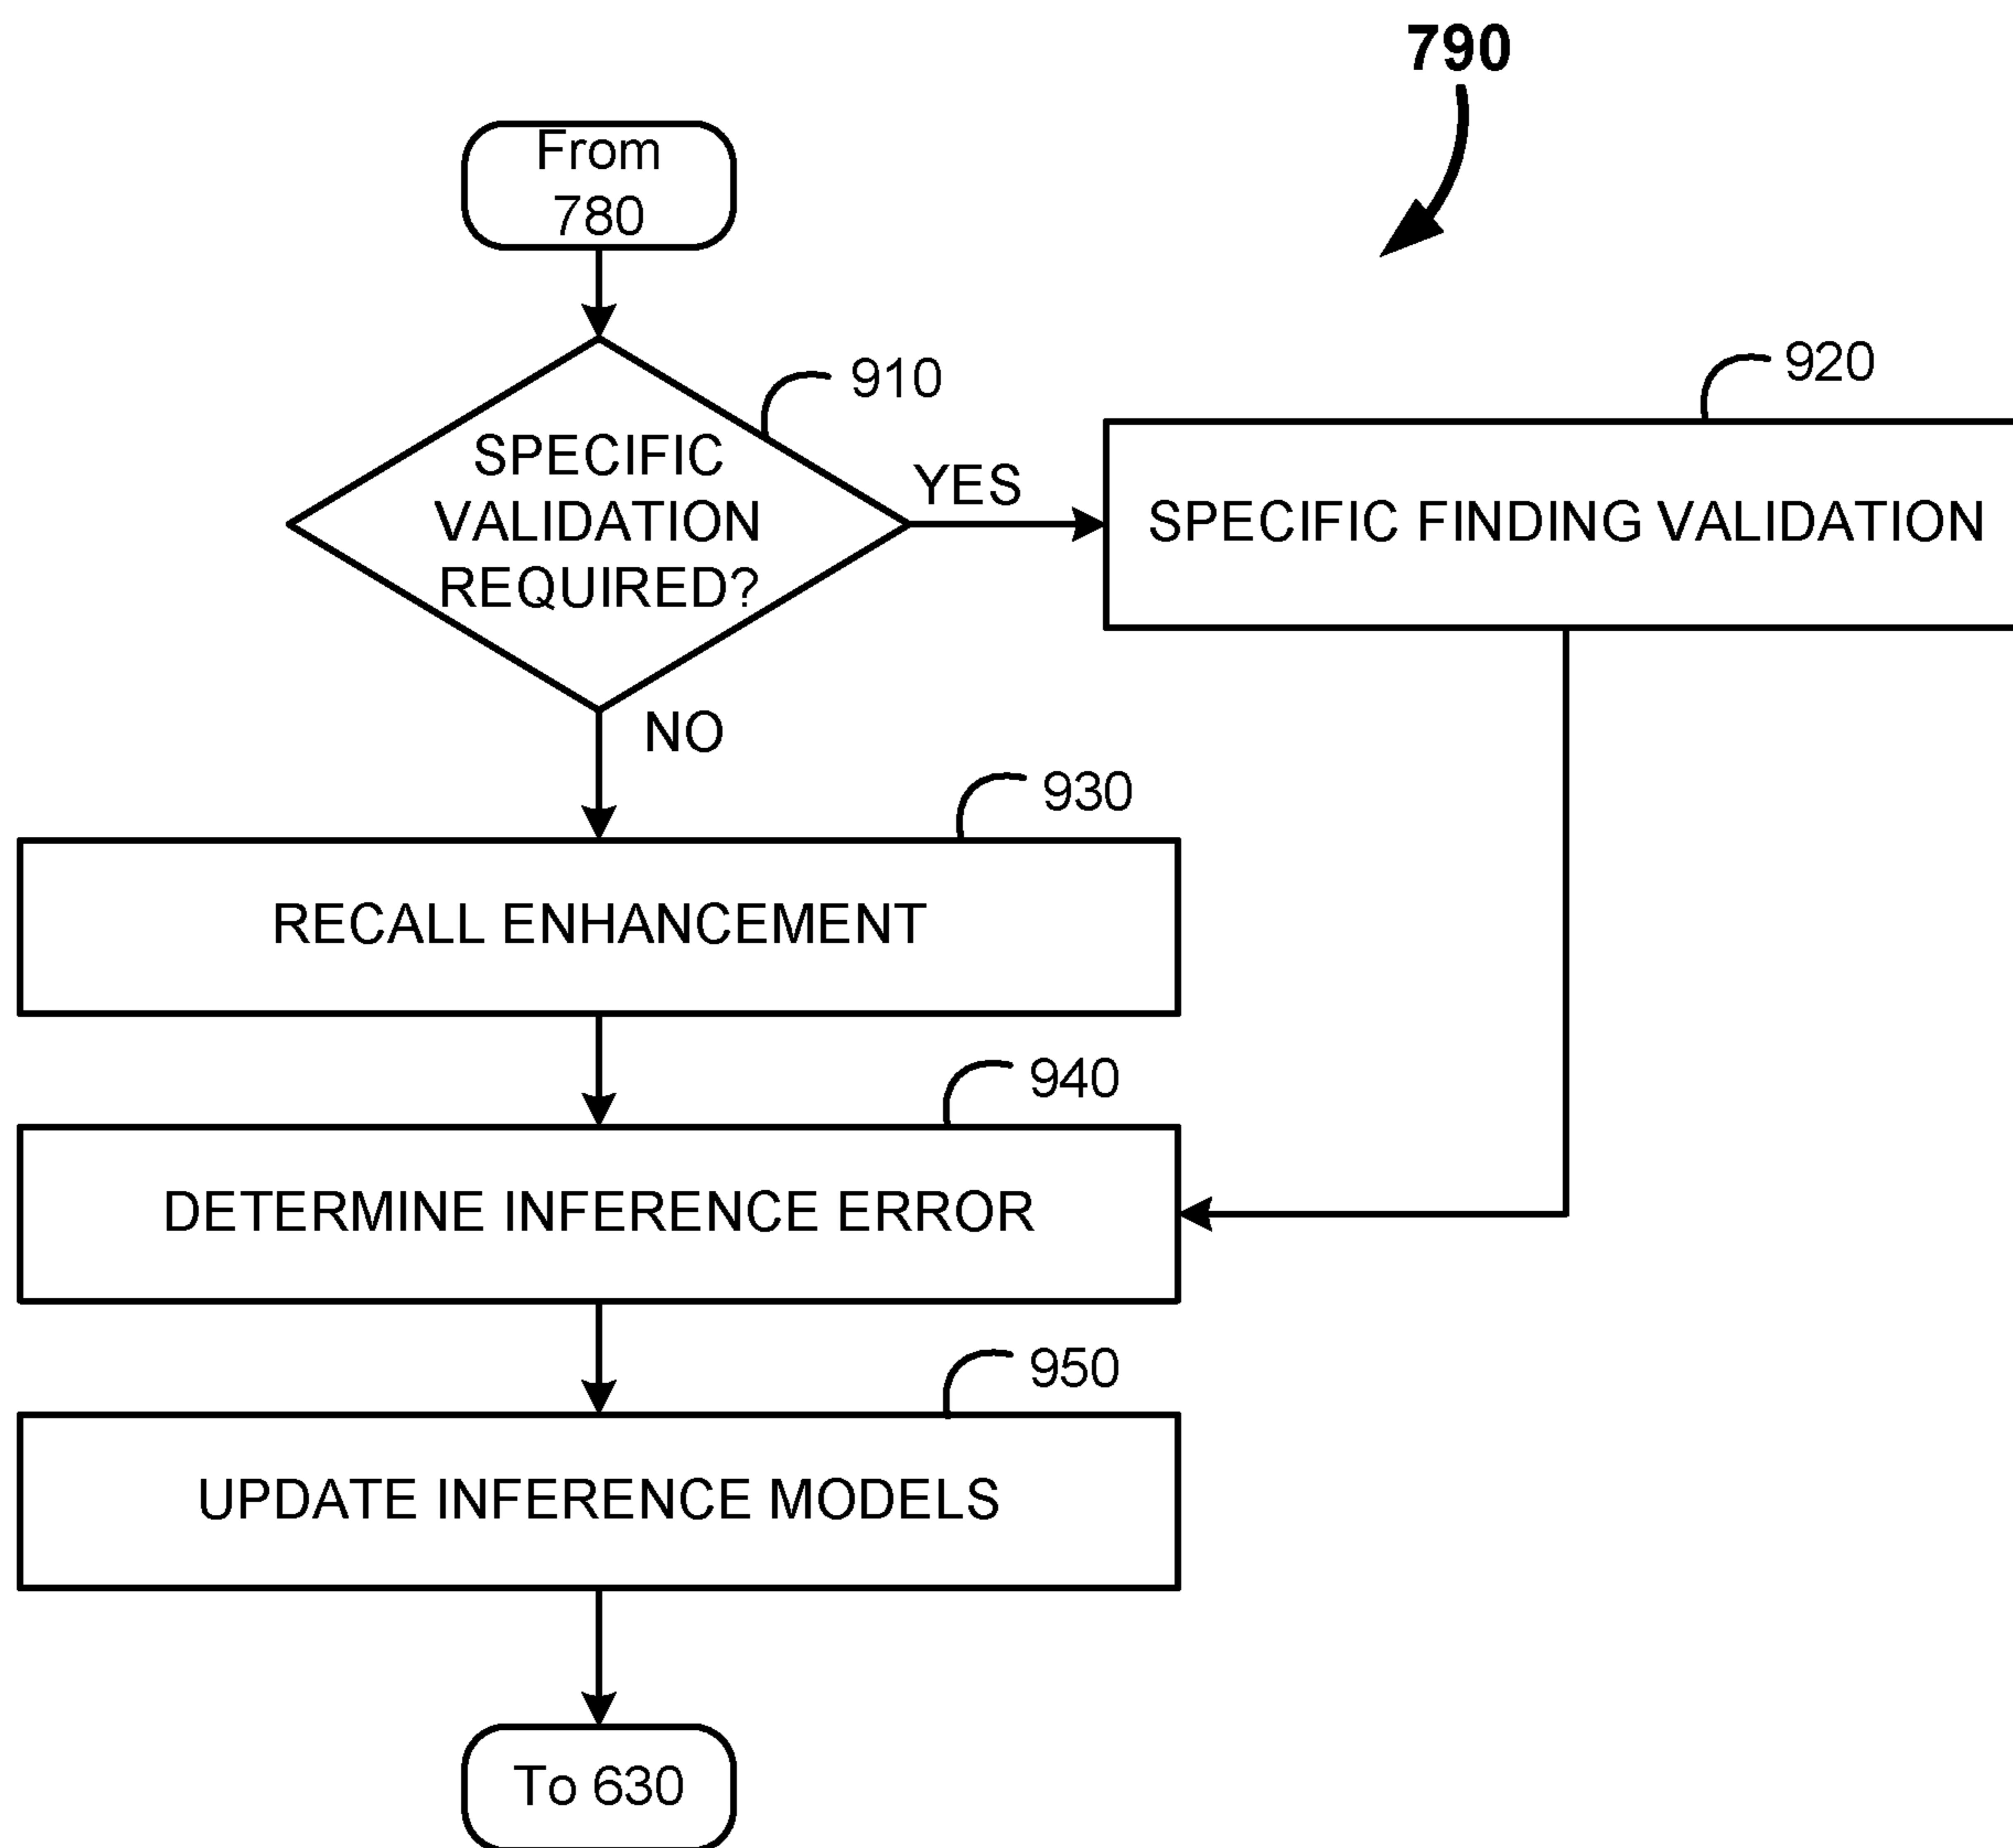 790
From
780
910
920
SPECIFIC
VALIDATION
REQUIRED?
YES
SPECIFIC FINDING VALIDATION
NO
930
RECALL ENHANCEMENT
940
DETERMINE INFERENCE ERROR
950
UPDATE INFERENCE MODELS
To 630